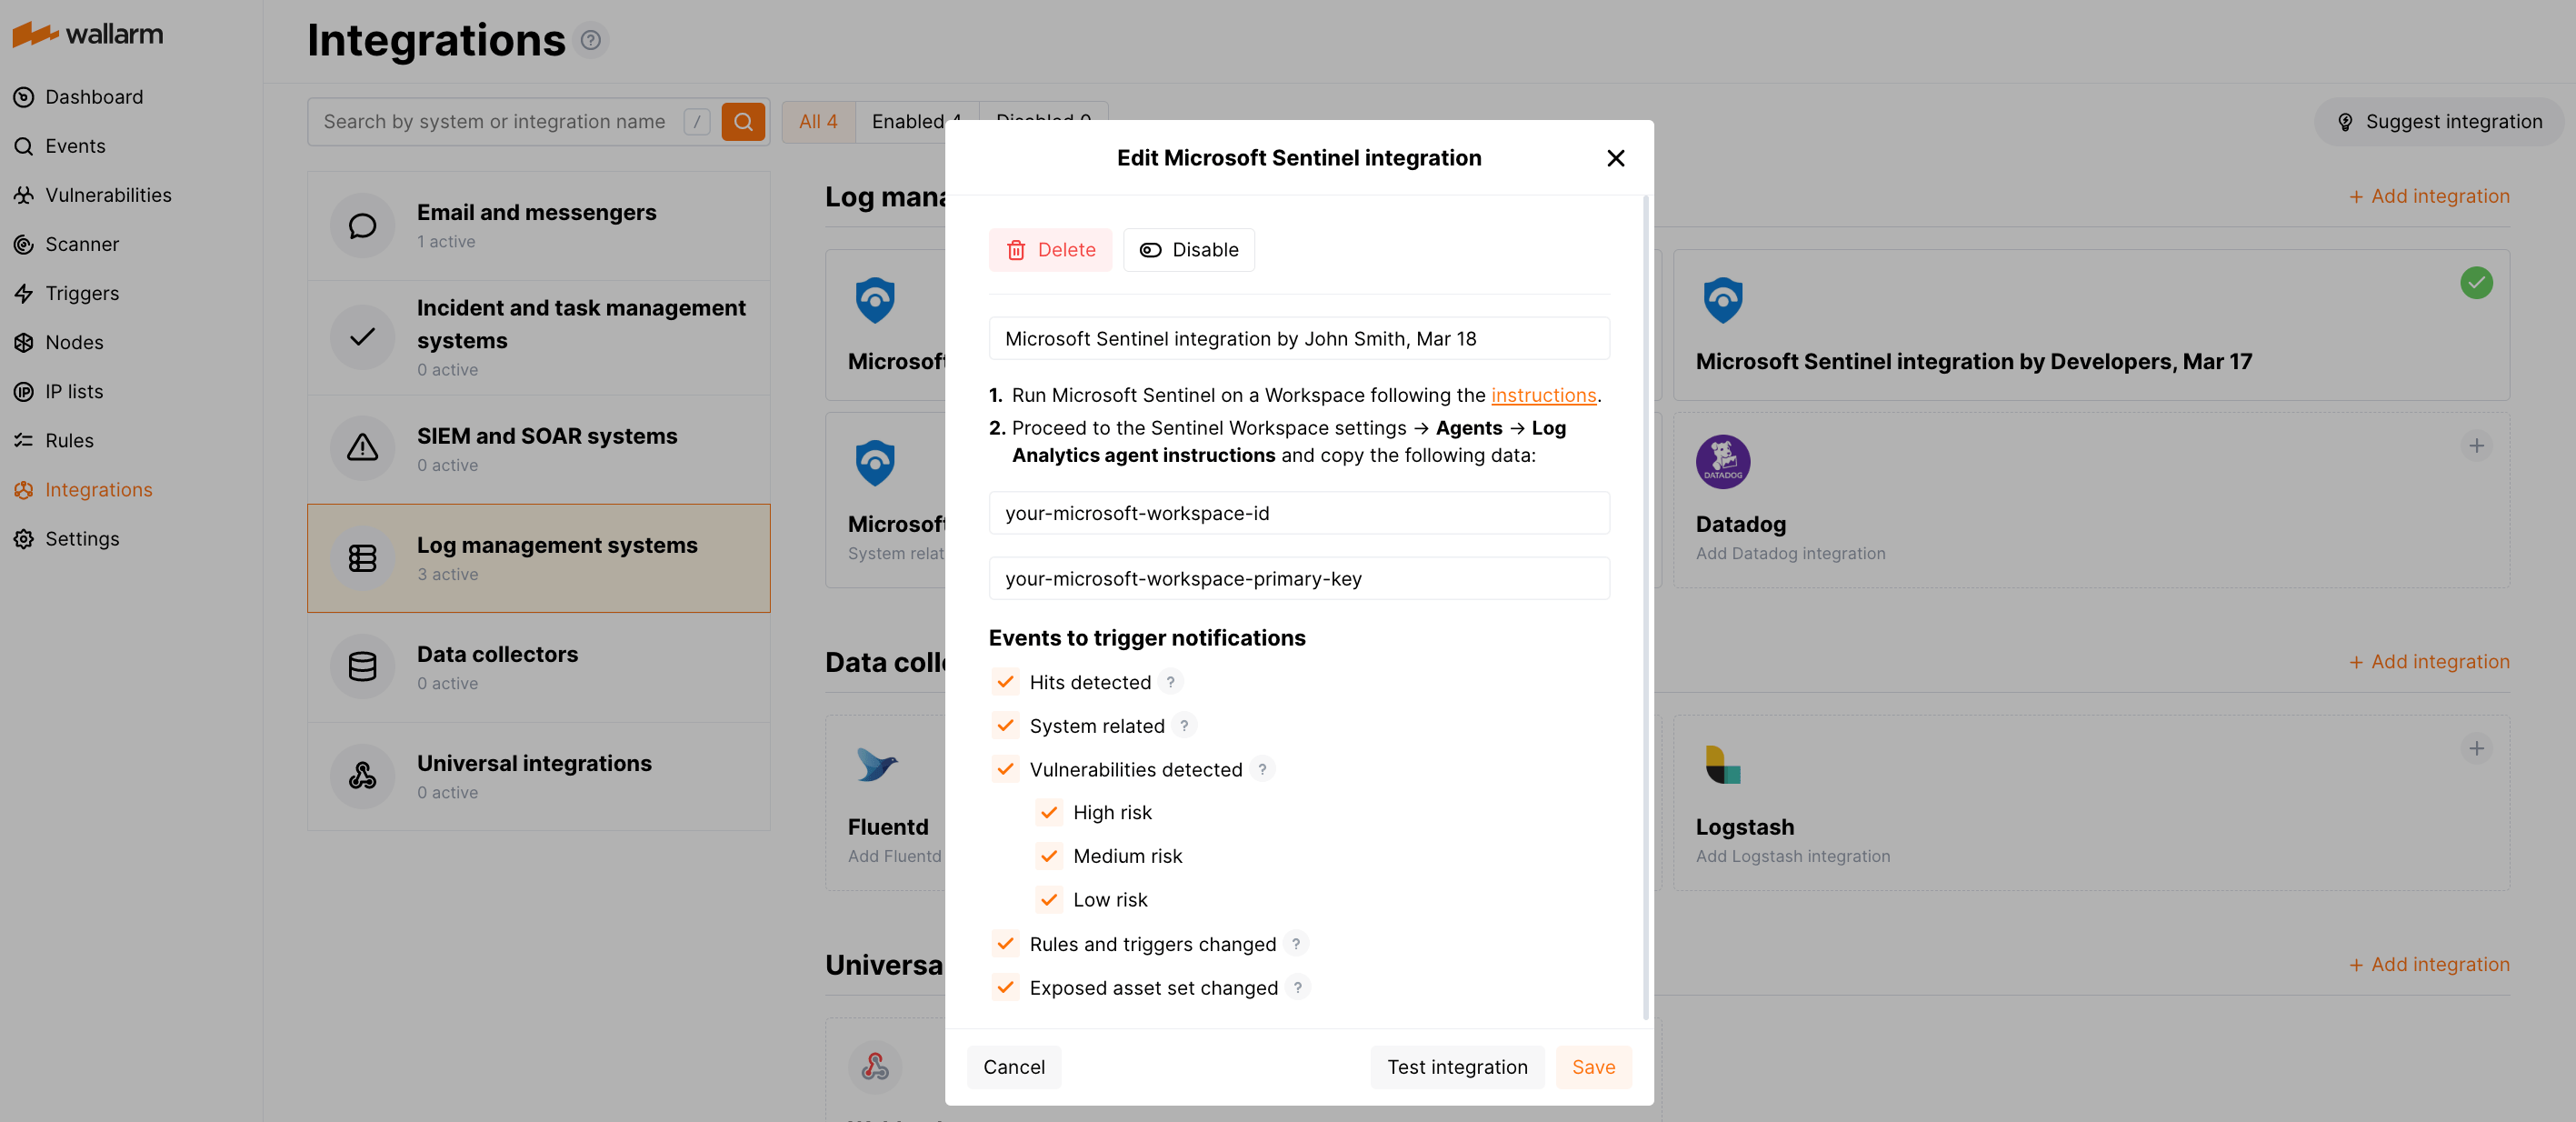 wallarm
Integrations
Dashboard
Events
Vulnerabilities
Scanner
Triggers
Nodes
IP lists
Rules
Integrations
Settings
Search by system or integration name /
All 4
Enabled 4
Disabled 0
Suggest integration
Email and messengers
1 active
Incident and task management
systems
0 active
SIEM and SOAR systems
0 active
Log management systems
3 active
Data collectors
0 active
Universal integrations
0 active
Log mana
+ Add integration
Microsoft
Microsoft Sentinel integration by Developers, Mar 17
Microsoft
System relat
DATADOG
Datadog
Add Datadog integration
Data coll
+ Add integration
Fluentd
Add Fluentd
Logstash
Add Logstash integration
Universa
+ Add integration
Edit Microsoft Sentinel integration
Delete
Disable
Microsoft Sentinel integration by John Smith, Mar 18
1. Run Microsoft Sentinel on a Workspace following the instructions.
2. Proceed to the Sentinel Workspace settings → Agents → Log
Analytics agent instructions and copy the following data:
your-microsoft-workspace-id
your-microsoft-workspace-primary-key
Events to trigger notifications
Hits detected ?
System related ?
Vulnerabilities detected ?
High risk
Medium risk
Low risk
Rules and triggers changed ?
Exposed asset set changed ?
Cancel
Test integration
Save